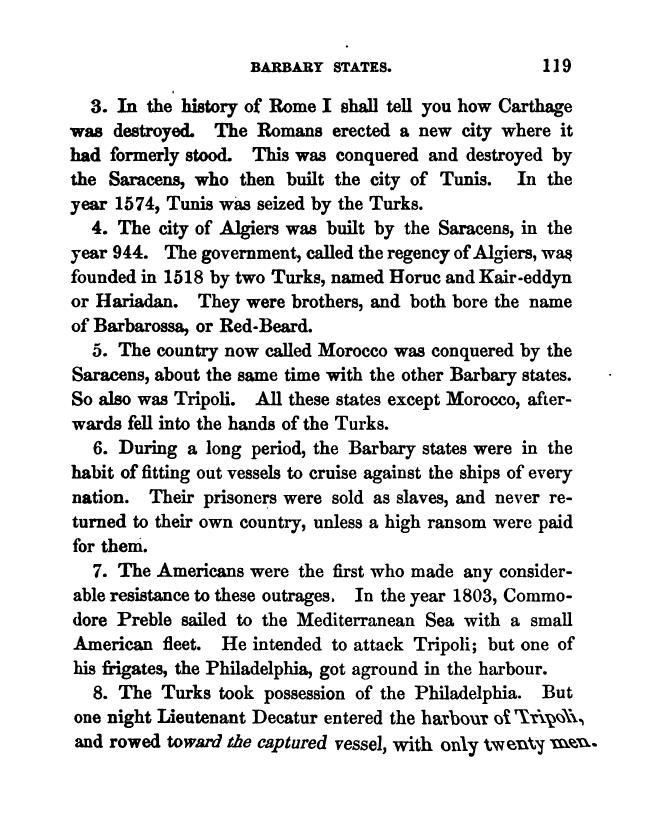 BARBARY STATES. 119
3. In the history of Rome I shall tell you how Carthage
was destroyed. The Romans erected a new city where it
had formerly stood. This was conquered and destroyed by
the Saracens, who then built the city of Tunis. In the
year 1574, Tunis was seized by the Turks.
4. The city of Algiers was built by the Saracens, in the
year 944. The government, called the regency of Algiers, was
founded in 1518 by two Turks, named Horuc and Kair-eddyn
or Hariadan. They were brothers, and both bore the name
of Barbarossa, or Red-Beard.
5. The country now called Morocco was conquered by the
Saracens, about the same time with the other Barbary states.
So also was Tripoli. All these states except Morocco, after-
wards fell into the hands of the Turks.
6. During a long period, the Barbary states were in the
habit of fitting out vessels to cruise against the ships of every
nation. Their prisoners were sold as slaves, and never re-
turned to their own country, unless a high ransom were paid
for them.
7. The Americans were the first who made any consider-
able resistance to these outrages. In the year 1803, Commo-
dore Preble sailed to the Mediterranean Sea with a small
American fleet. He intended to attack Tripoli; but one of
his frigates, the Philadelphia, got aground in the harbour.
8. The Turks took possession of the Philadelphia. But
one night Lieutenant Decatur entered the harbour of Tripoli,
and rowed toward the captured vessel, with only twenty men.